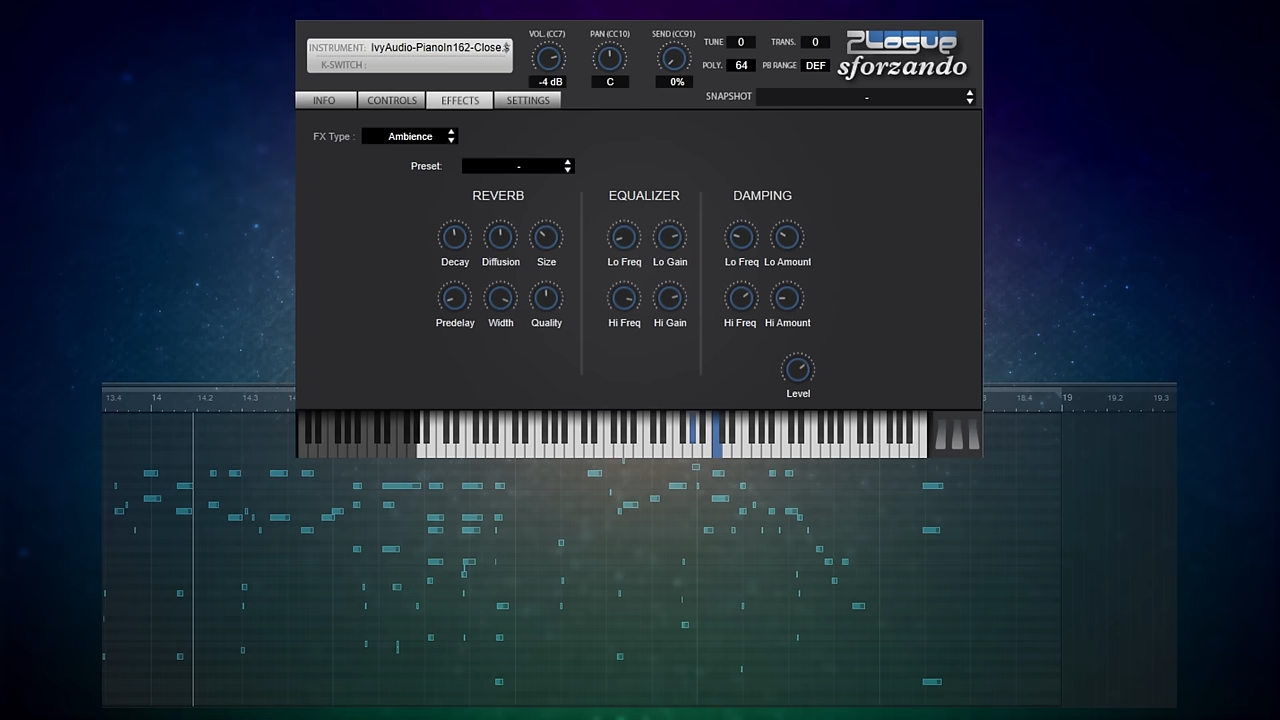 INSTRUMENT: IvyAudio-PianoIn162-Close.s
K-SWITCH :
VOL. (CC7)
-4 dB
PAN (CC10)
C
SEND (CC91)
0%
TUNE 0 TRANS. 0
POLY. 64 PB RANGE DEF
Plogue
sforzando
SNAPSHOT -
INFO CONTROLS EFFECTS SETTINGS
FX Type : Ambience
Preset: -
REVERB EQUALIZER DAMPING
Decay Diffusion Size Lo Freq Lo Gain Lo Freq Lo Amount
Predelay Width Quality Hi Freq Hi Gain Hi Freq Hi Amount
Level
13.4 14 14.2 14.3 18.4 19 19.2 19.3